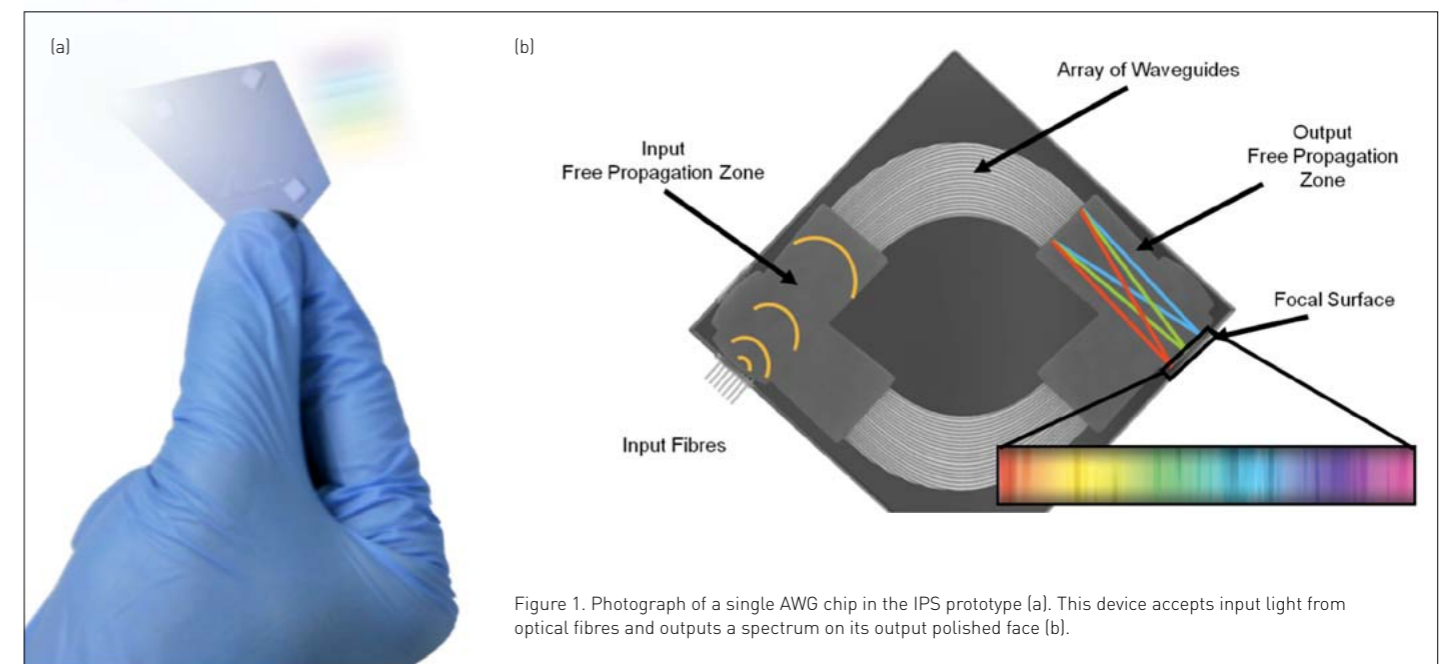 (a)
(b)
Array of Waveguides
Input
Free Propagation Zone
Output
Free Propagation
Zone
Focal Surface
Input Fibres
Figure 1. Photograph of a single AWG chip in the IPS prototype (a). This device accepts input light from
optical fibres and outputs a spectrum on its output polished face (b).